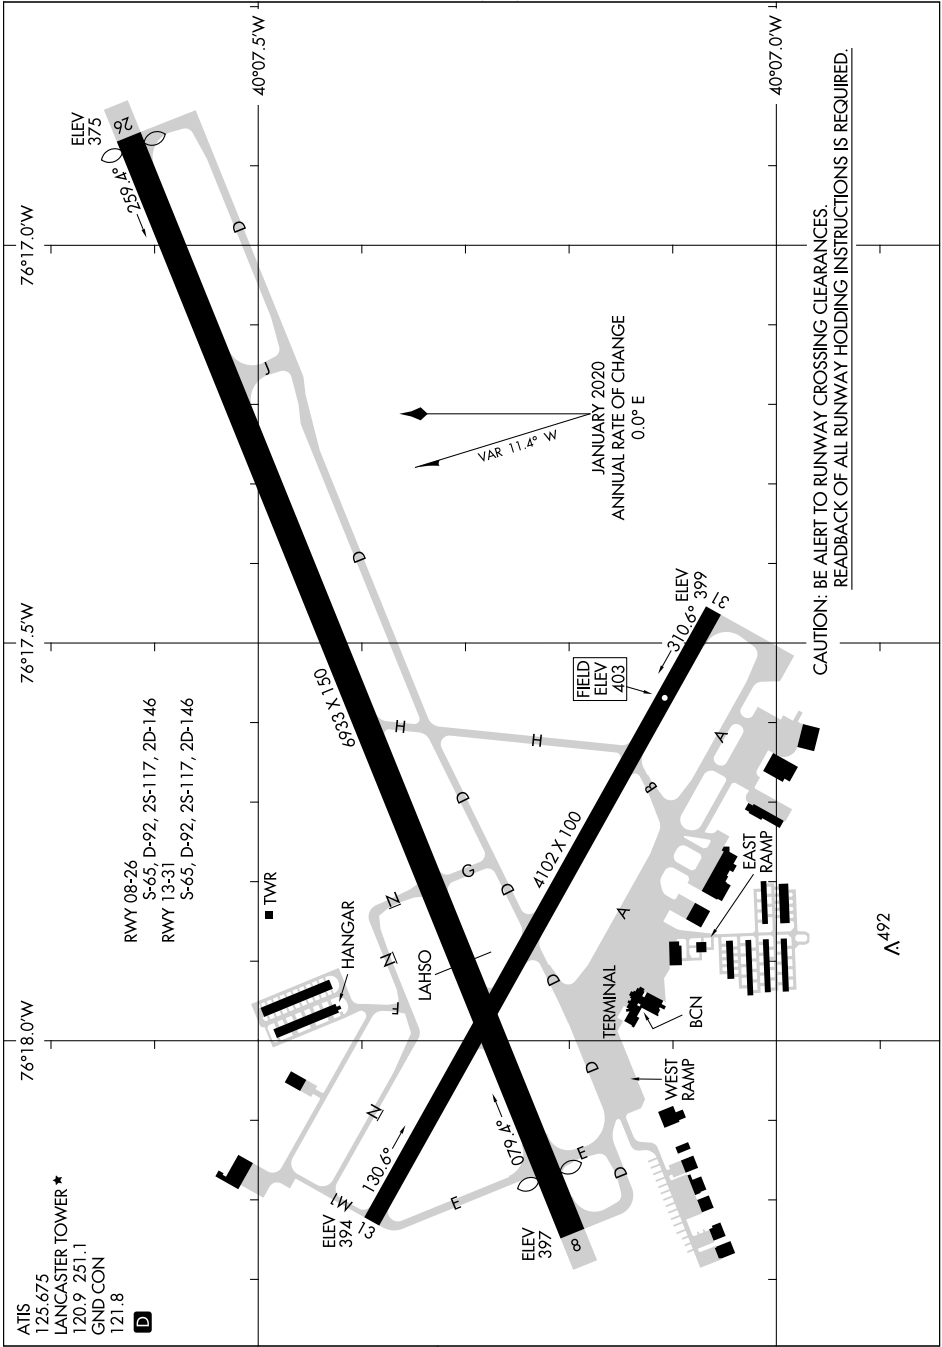 ATIS
125.675
LANCASTER TOWER★
120.9 251.1
GND CON
121.8
D
76°18.0'W
76°17.5'W
76°17.0'W
RWY 08-26
S-65, D-92, 2S-117, 2D-146
RWY 13-31
S-65, D-92, 2S-117, 2D-146
TWR
HANGAR
LAHSO
40°07.5'W
40°07.0'W
ELEV
375
26
259.4°
D
J
D
6933 X 150
H
H
D
G
D
N
N
F
N
M1
130.6°
ELEV
394
13
E
E
079.4°
ELEV
397
8
D
D
D
4102 X 100
A
B
A
FIELD
ELEV
403
310.6°
ELEV
399
31
VAR 11.4° W
JANUARY 2020
ANNUAL RATE OF CHANGE
0.0° E
TERMINAL
BCN
WEST
RAMP
EAST
RAMP
492
CAUTION: BE ALERT TO RUNWAY CROSSING CLEARANCES.
READBACK OF ALL RUNWAY HOLDING INSTRUCTIONS IS REQUIRED.